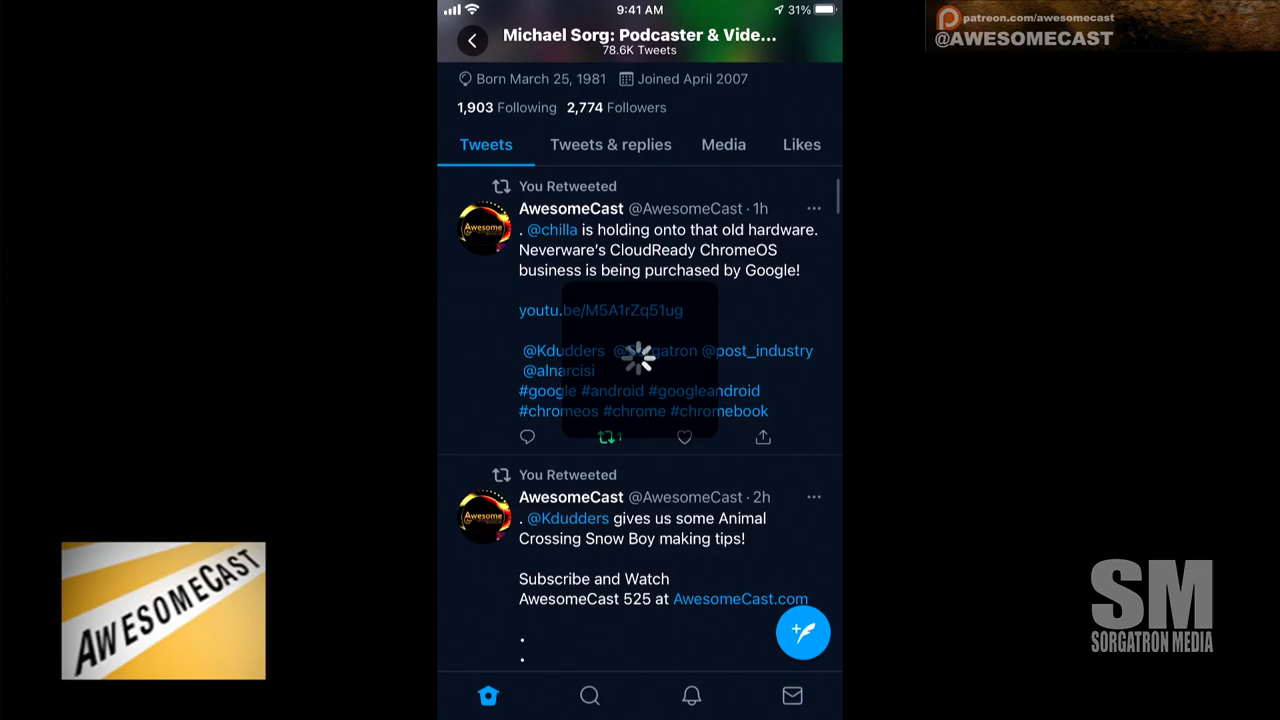 9:41 AM
31%
Michael Sorg: Podcaster & Vide...
78.6K Tweets
patreon.com/awesomecast
@AWESOMECAST
Born March 25, 1981 Joined April 2007
1,903 Following 2,774 Followers
Tweets Tweets & replies Media Likes
You Retweeted
AwesomeCast @AwesomeCast · 1h
Awesome
. @chilla is holding onto that old hardware.
Neverware’s CloudReady ChromeOS
business is being purchased by Google!
youtu.be/M5A1rZq51ug
@Kdudders @Sorgatron @post_industry
@alnarcisi
#google #android #googleandroid
#chromeos #chrome #chromebook
1
You Retweeted
AwesomeCast @AwesomeCast · 2h
Awesome
. @Kdudders gives us some Animal
Crossing Snow Boy making tips!
Subscribe and Watch
AwesomeCast 525 at AwesomeCast.com
.
.
AWESOMECAST
SM
SORGATRON MEDIA